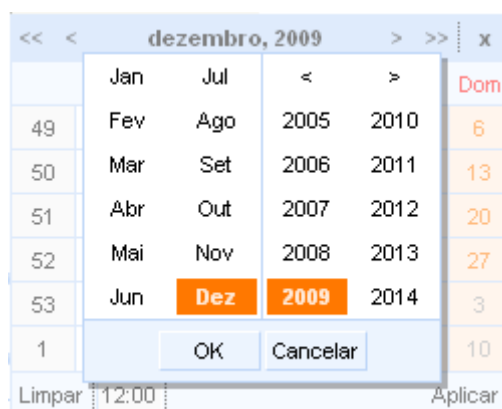 << < dezembro, 2009 > >> x
Jan Jul < > Dom
49 Fev Ago 2005 2010 6
50 Mar Set 2006 2011 13
51 Abr Out 2007 2012 20
52 Mai Nov 2008 2013 27
53 Jun Dez 2009 2014 3
1 OK Cancelar 10
Limpar 12:00 Aplicar